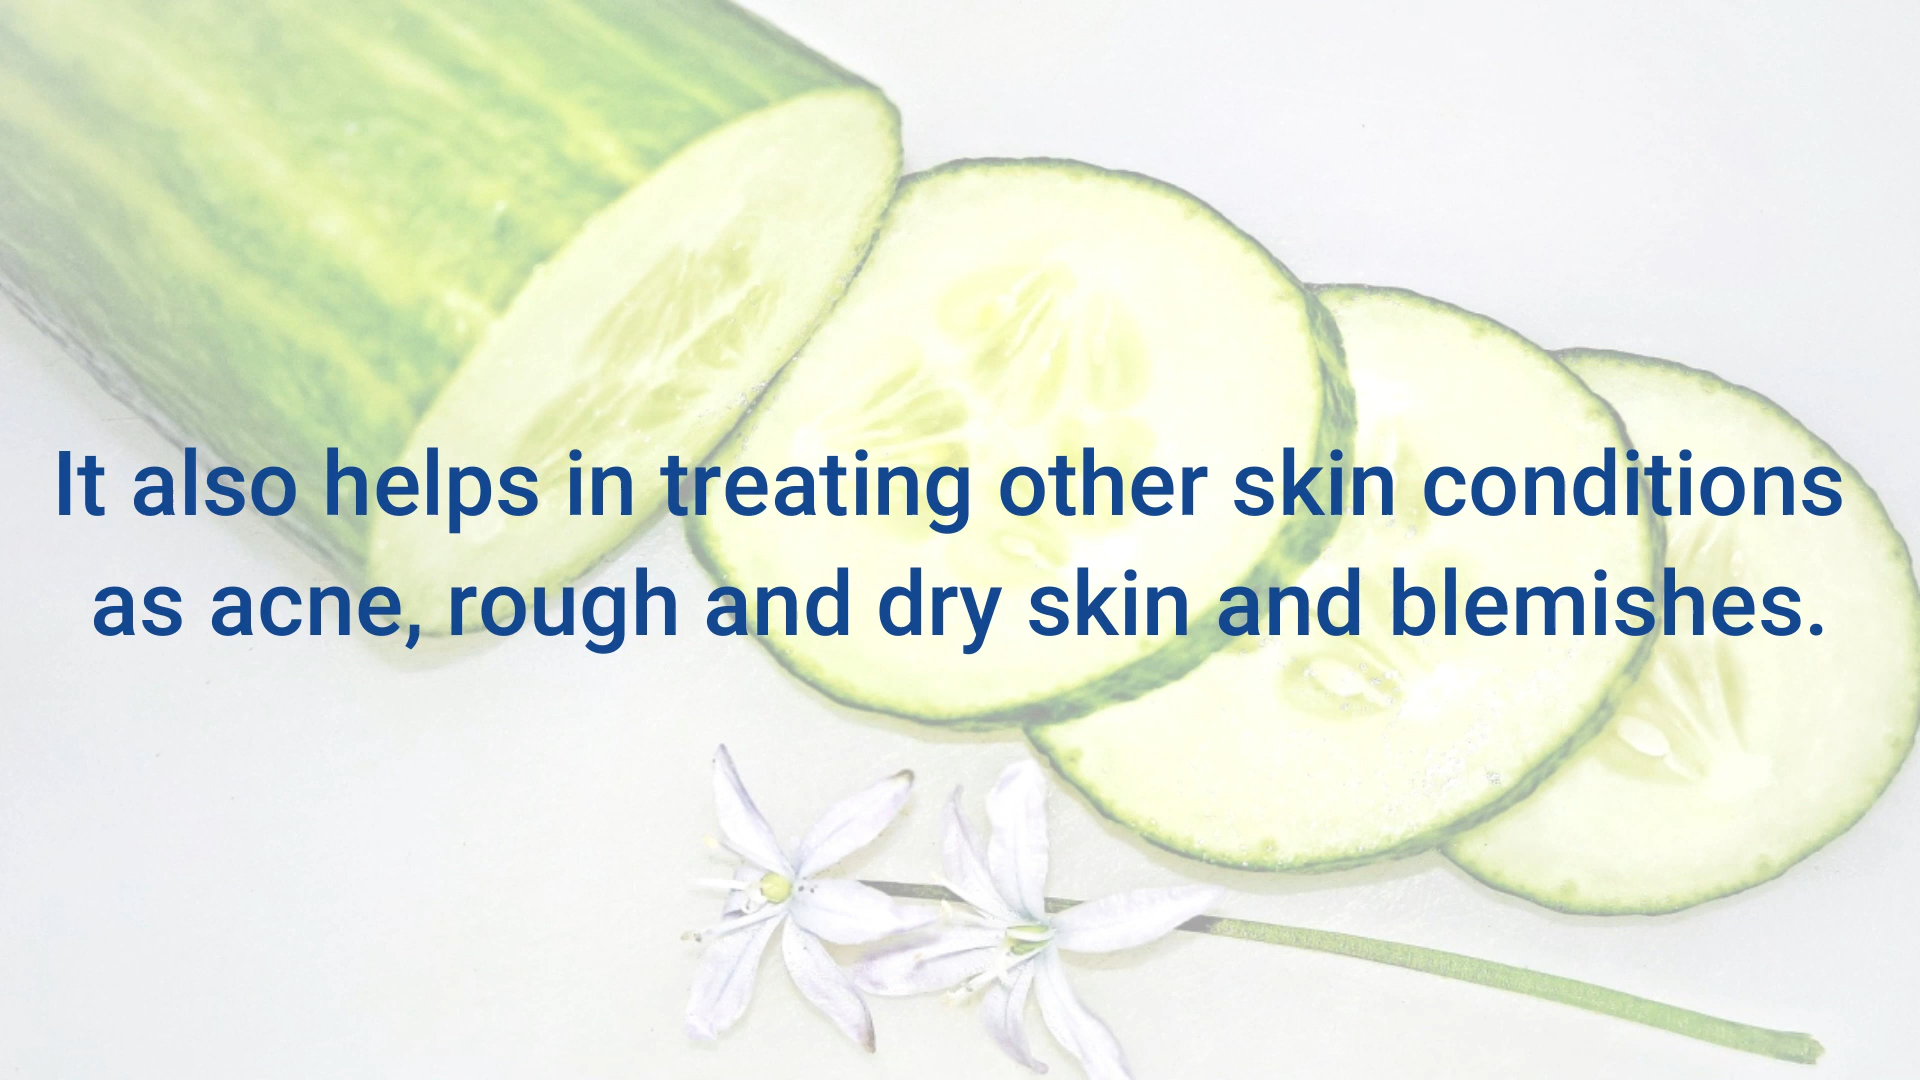 It also helps in treating other skin conditions
as acne, rough and dry skin and blemishes.